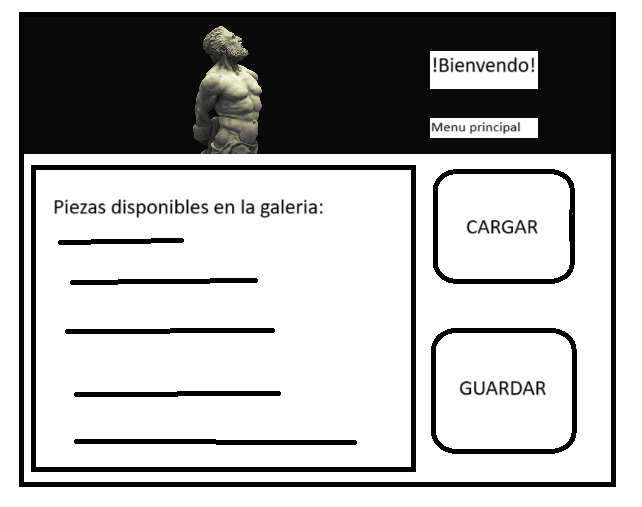 !Bienvendo!
Menu principal
Piezas disponibles en la galeria:
CARGAR
GUARDAR